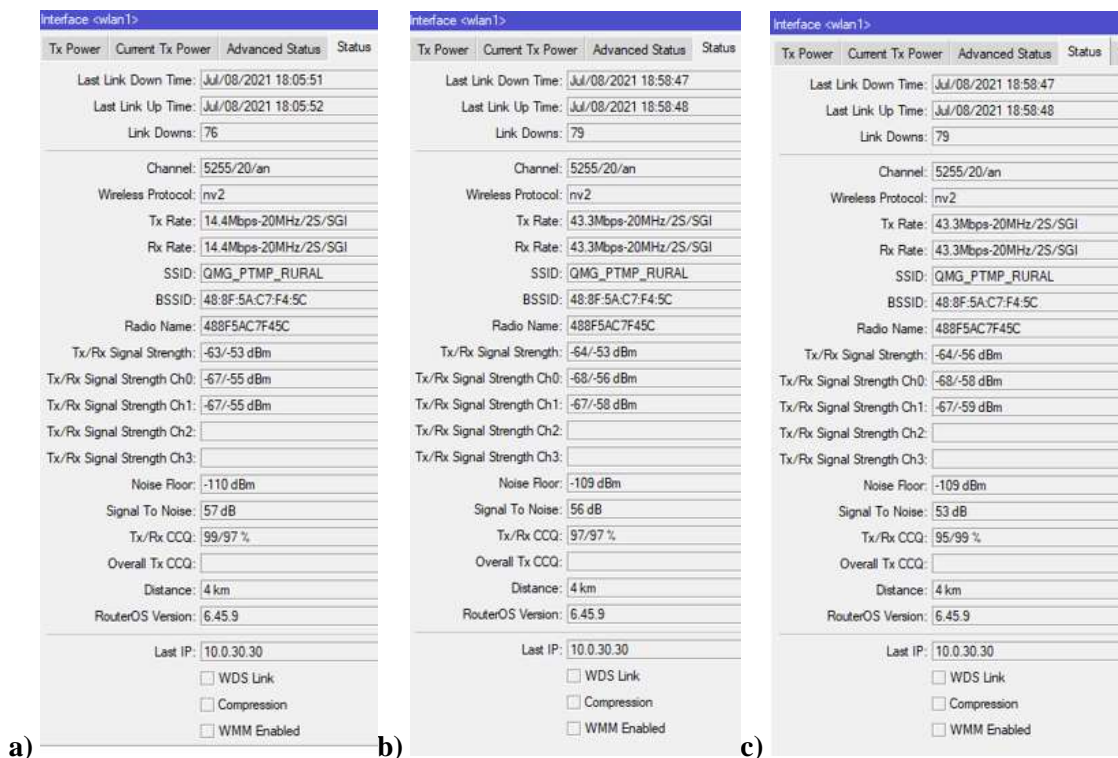 Interface <wlan1>
Tx Power Current Tx Power Advanced Status Status
Last Link Down Time: Jul/08/2021 18:05:51
Last Link Up Time: Jul/08/2021 18:05:52
Link Downs: 76
Channel: 5255/20/an
Wireless Protocol: nv2
Tx Rate: 14.4Mbps-20MHz/2S/SGI
Rx Rate: 14.4Mbps-20MHz/2S/SGI
SSID: QMG_PTMP_RURAL
BSSID: 48:8F:5A:C7:F4:5C
Radio Name: 488F5AC7F45C
Tx/Rx Signal Strength: -63/-53 dBm
Tx/Rx Signal Strength Ch0: -67/-55 dBm
Tx/Rx Signal Strength Ch1: -67/-55 dBm
Tx/Rx Signal Strength Ch2:
Tx/Rx Signal Strength Ch3:
Noise Floor: -110 dBm
Signal To Noise: 57 dB
Tx/Rx CCQ: 99/97 %
Overall Tx CCQ:
Distance: 4 km
RouterOS Version: 6.45.9
Last IP: 10.0.30.30
WDS Link
Compression
WMM Enabled
a)
Interface <wlan1>
Tx Power Current Tx Power Advanced Status Status
Last Link Down Time: Jul/08/2021 18:58:47
Last Link Up Time: Jul/08/2021 18:58:48
Link Downs: 79
Channel: 5255/20/an
Wireless Protocol: nv2
Tx Rate: 43.3Mbps-20MHz/2S/SGI
Rx Rate: 43.3Mbps-20MHz/2S/SGI
SSID: QMG_PTMP_RURAL
BSSID: 48:8F:5A:C7:F4:5C
Radio Name: 488F5AC7F45C
Tx/Rx Signal Strength: -64/-53 dBm
Tx/Rx Signal Strength Ch0: -68/-56 dBm
Tx/Rx Signal Strength Ch1: -67/-58 dBm
Tx/Rx Signal Strength Ch2:
Tx/Rx Signal Strength Ch3:
Noise Floor: -109 dBm
Signal To Noise: 56 dB
Tx/Rx CCQ: 97/97 %
Overall Tx CCQ:
Distance: 4 km
RouterOS Version: 6.45.9
Last IP: 10.0.30.30
WDS Link
Compression
WMM Enabled
b)
Interface <wlan1>
Tx Power Current Tx Power Advanced Status Status
Last Link Down Time: Jul/08/2021 18:58:47
Last Link Up Time: Jul/08/2021 18:58:48
Link Downs: 79
Channel: 5255/20/an
Wireless Protocol: nv2
Tx Rate: 43.3Mbps-20MHz/2S/SGI
Rx Rate: 43.3Mbps-20MHz/2S/SGI
SSID: QMG_PTMP_RURAL
BSSID: 48:8F:5A:C7:F4:5C
Radio Name: 488F5AC7F45C
Tx/Rx Signal Strength: -64/-56 dBm
Tx/Rx Signal Strength Ch0: -68/-58 dBm
Tx/Rx Signal Strength Ch1: -67/-59 dBm
Tx/Rx Signal Strength Ch2:
Tx/Rx Signal Strength Ch3:
Noise Floor: -109 dBm
Signal To Noise: 53 dB
Tx/Rx CCQ: 95/99 %
Overall Tx CCQ:
Distance: 4 km
RouterOS Version: 6.45.9
Last IP: 10.0.30.30
WDS Link
Compression
WMM Enabled
c)